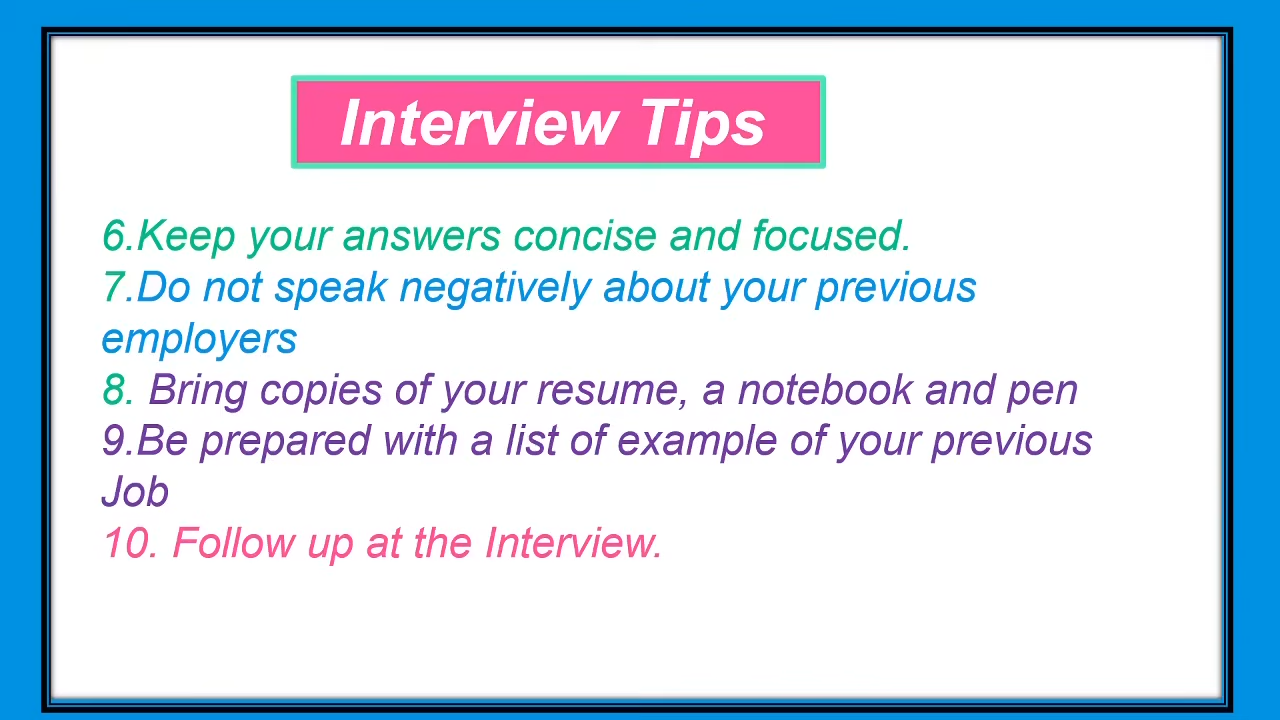 Interview Tips
6.Keep your answers concise and focused.
7.Do not speak negatively about your previous
employers
8. Bring copies of your resume, a notebook and pen
9.Be prepared with a list of example of your previous
Job
10. Follow up at the Interview.